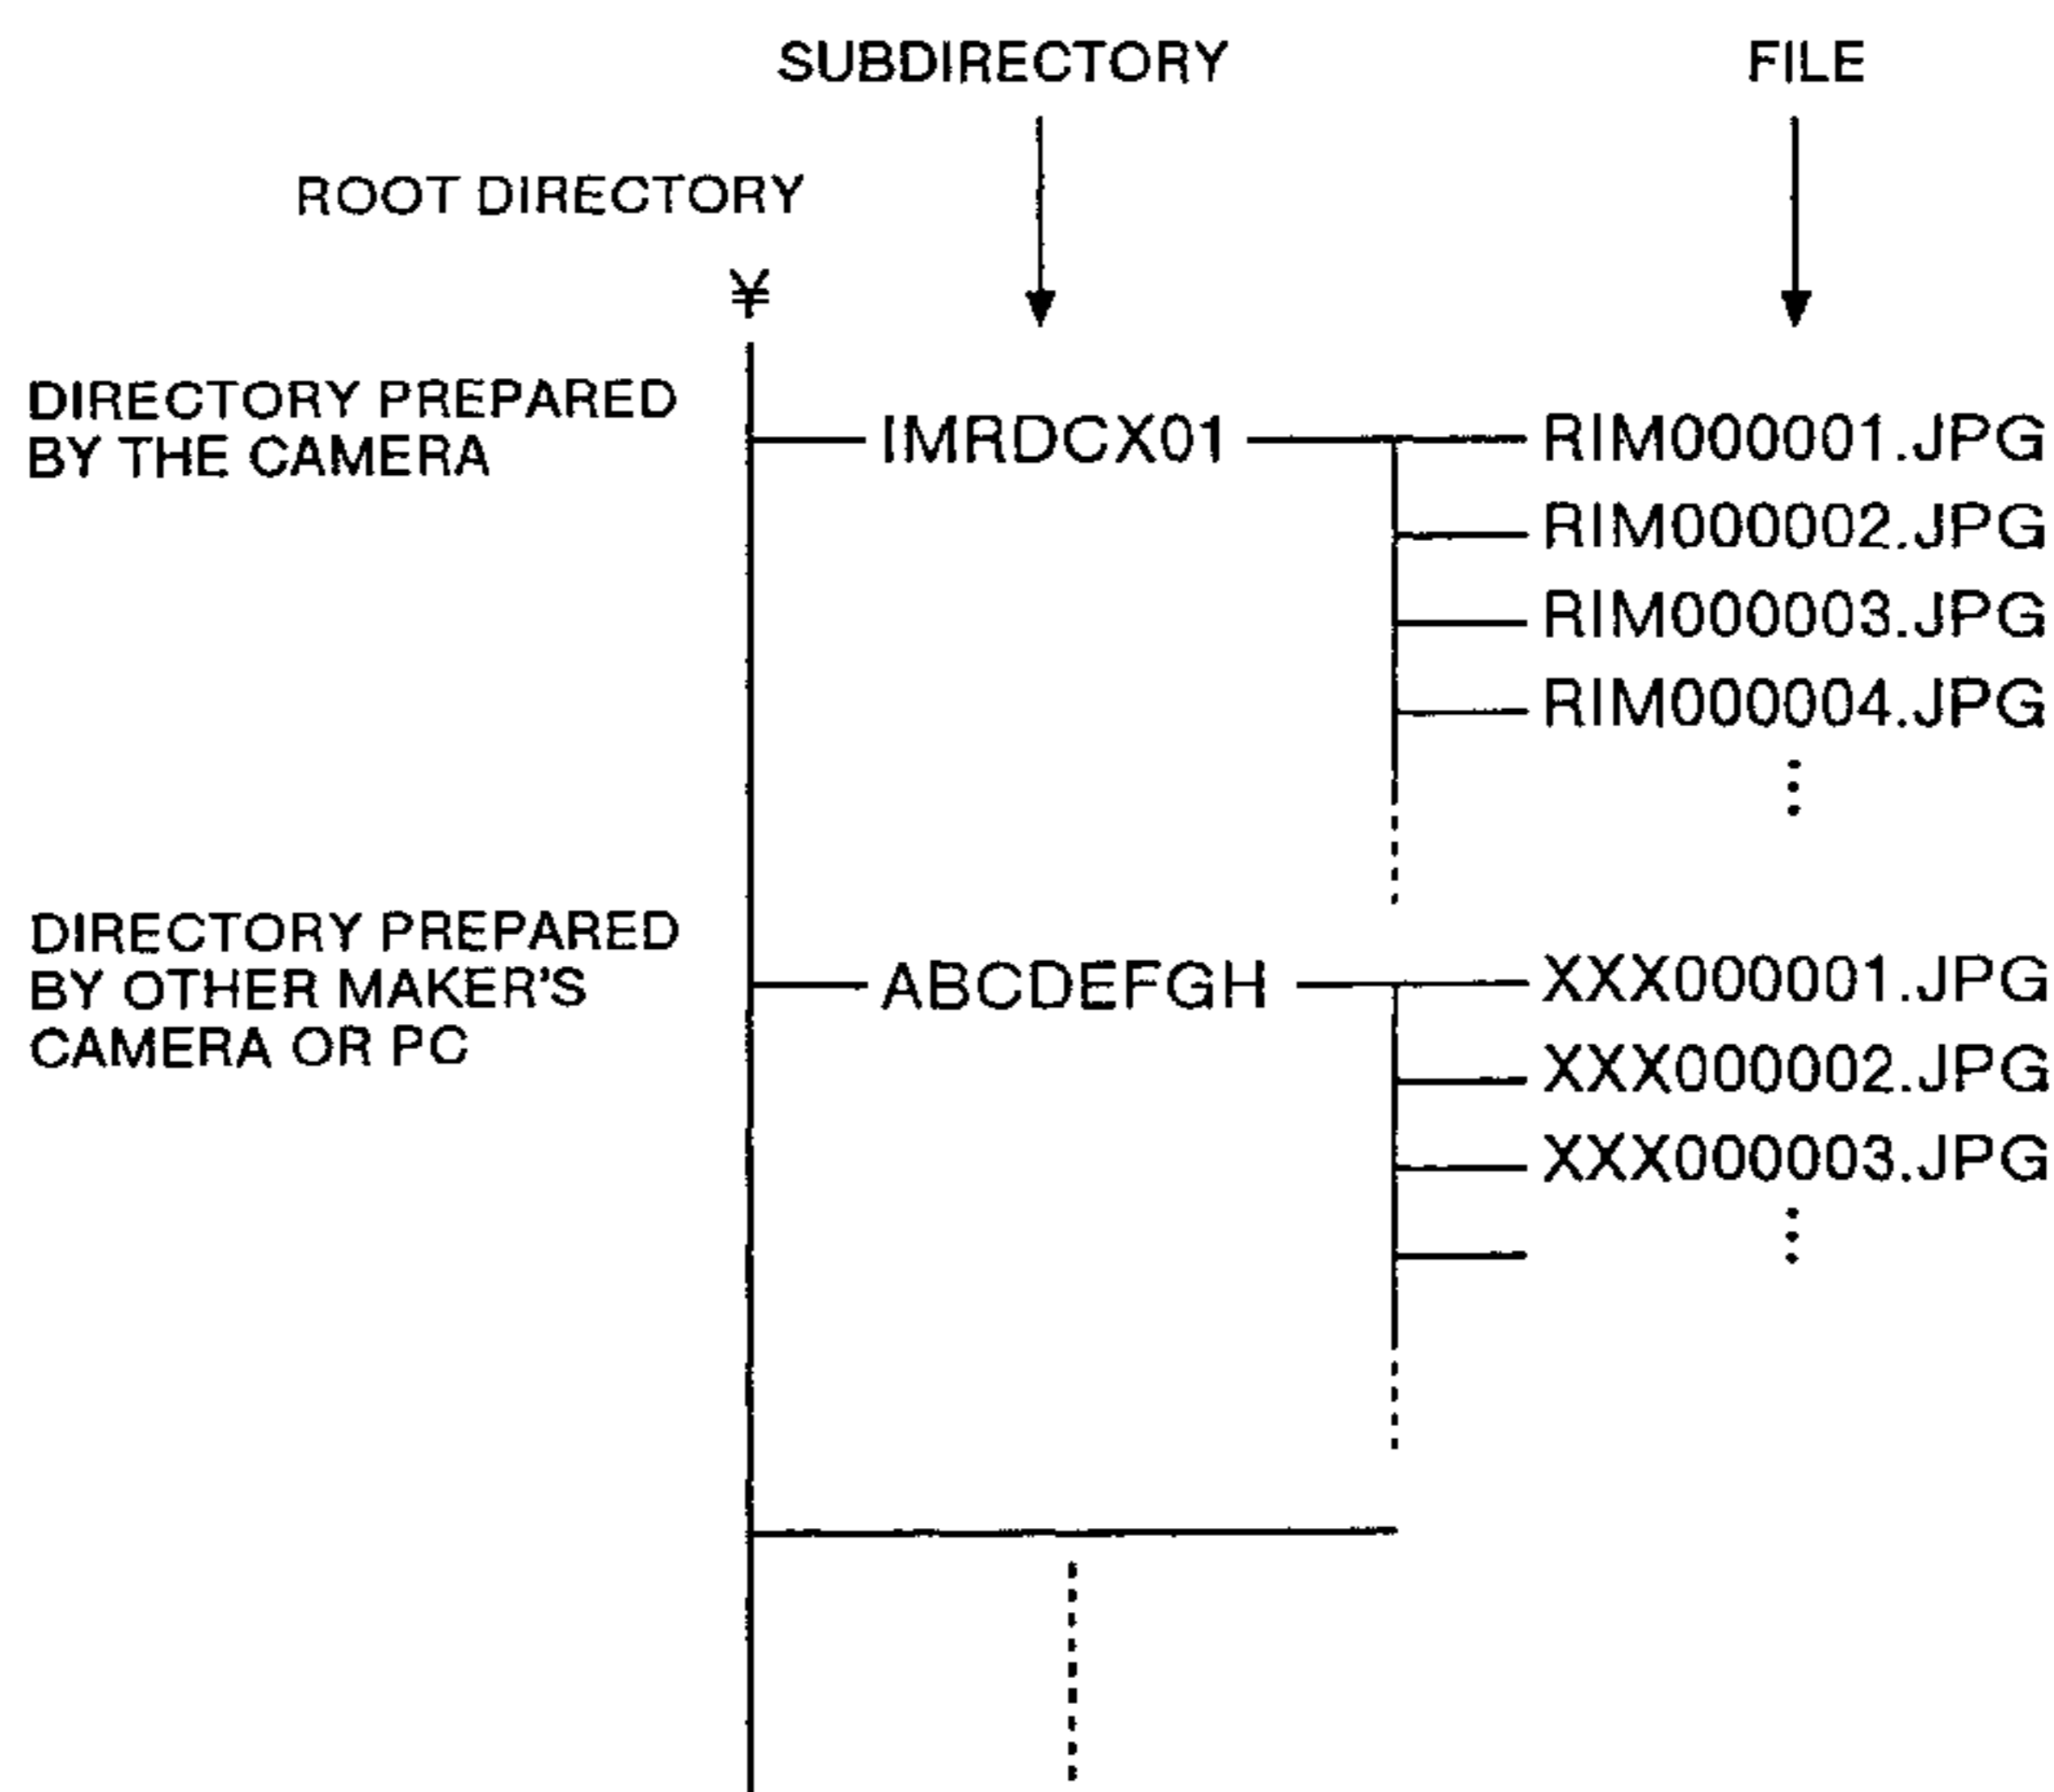 SUBDIRECTORY
FILE
ROOT DIRECTORY
¥
DIRECTORY PREPARED
BY THE CAMERA
IMRDCX01
RIM000001.JPG
RIM000002.JPG
RIM000003.JPG
RIM000004.JPG
DIRECTORY PREPARED
BY OTHER MAKER'S
CAMERA OR PC
ABCDEFGH
XXX000001.JPG
XXX000002.JPG
XXX000003.JPG